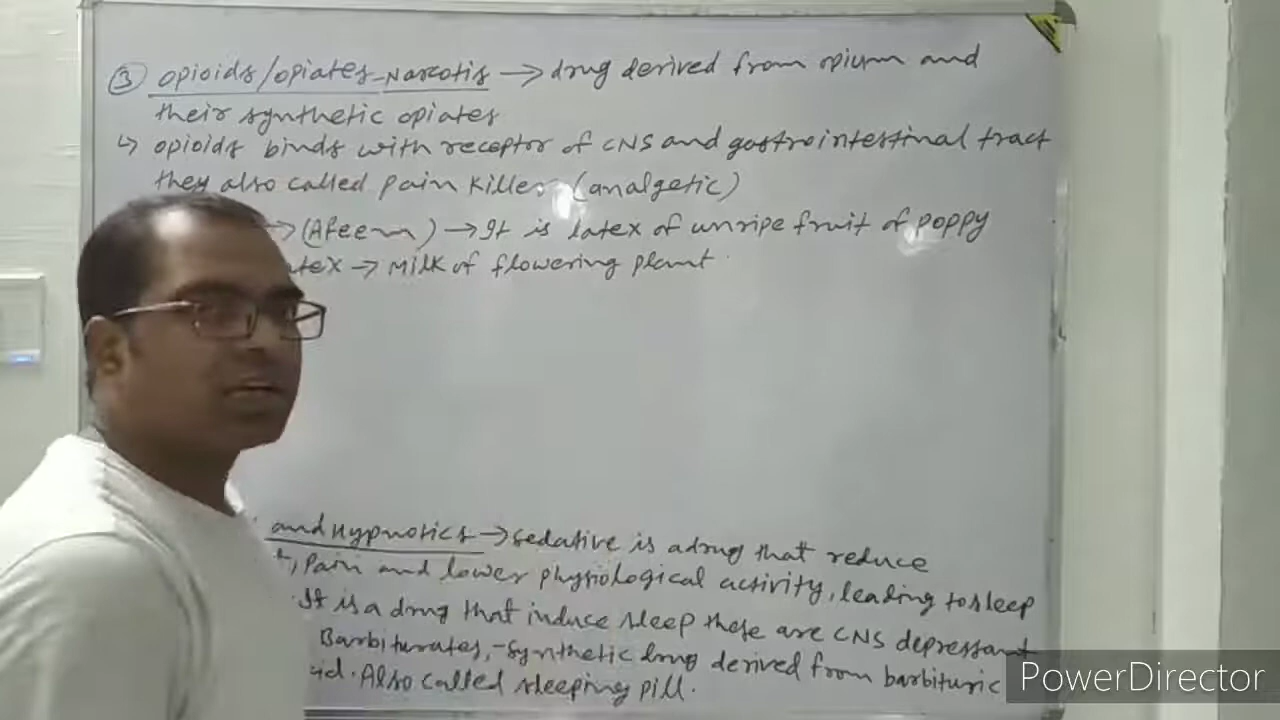 ③ opioids/opiates-Narcotis → drug derived from opium and
their synthetic opiates
↳ opioids binds with receptor of CNS and gastrointestinal tract
they also called Pain Killer (analgetic)
→ (Afeem) → It is latex of unripe fruit of poppy
atex → Milk of flowering plant
and Hypnotics → Sedative is a drug that reduce
, Pain and lower physiological activity, leading to sleep
It is a drug that induce sleep these are CNS depressant
Barbiturates, - Synthetic drug derived from barbituric
cid. Also called sleeping pill.
PowerDirector